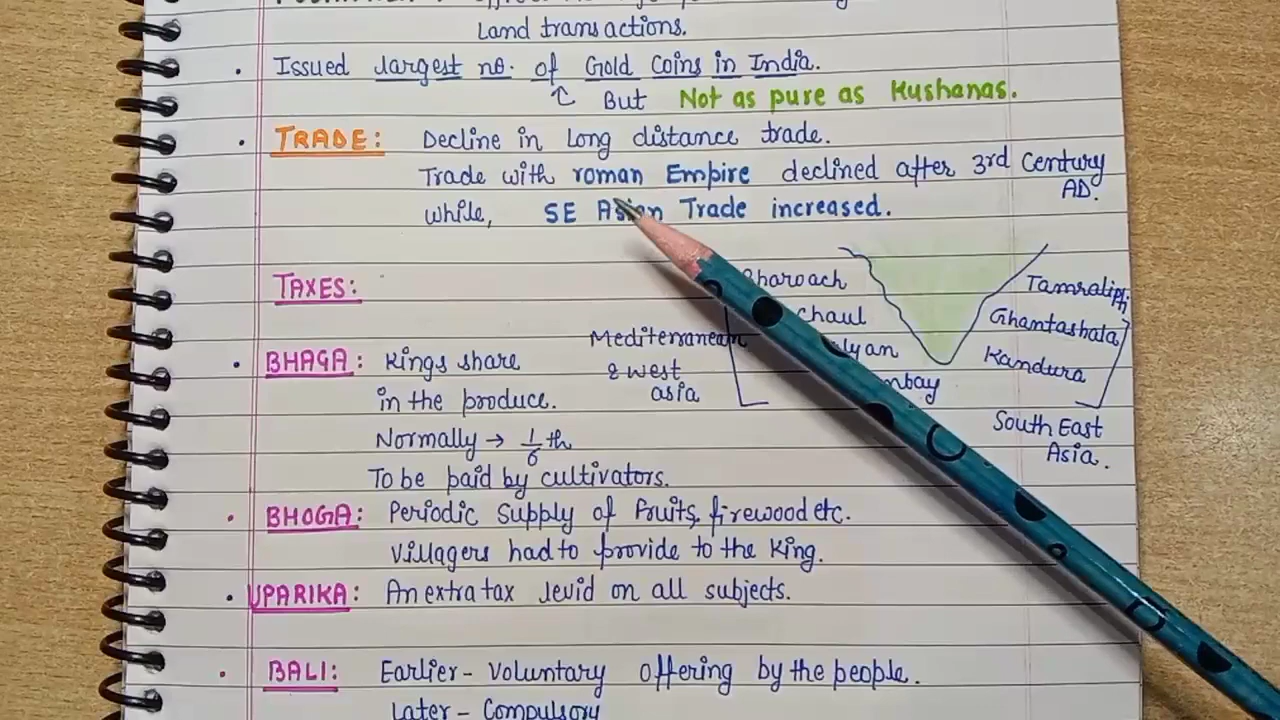 Land transactions.
• Issued largest no. of Gold Coins in India.
But Not as pure as Kushanas.
• TRADE: Decline in Long distance trade.
Trade with roman Empire declined after 3rd Century AD.
while, SE Asian Trade increased.
TAXES:
Chaul
Mediterranean
& west
asia
Tamralipti
Ghantashala
Kandura
South East
Asia.
• BHAGA: Kings share
in the produce.
Normally → 1/6 th
To be paid by cultivators.
• BHOGA: Periodic Supply of Fruits, firewood etc.
Villagers had to provide to the King.
• UPARIKA: An extra tax levid on all subjects.
• BALI: Earlier - Voluntary offering by the people.
Later - Compulsory